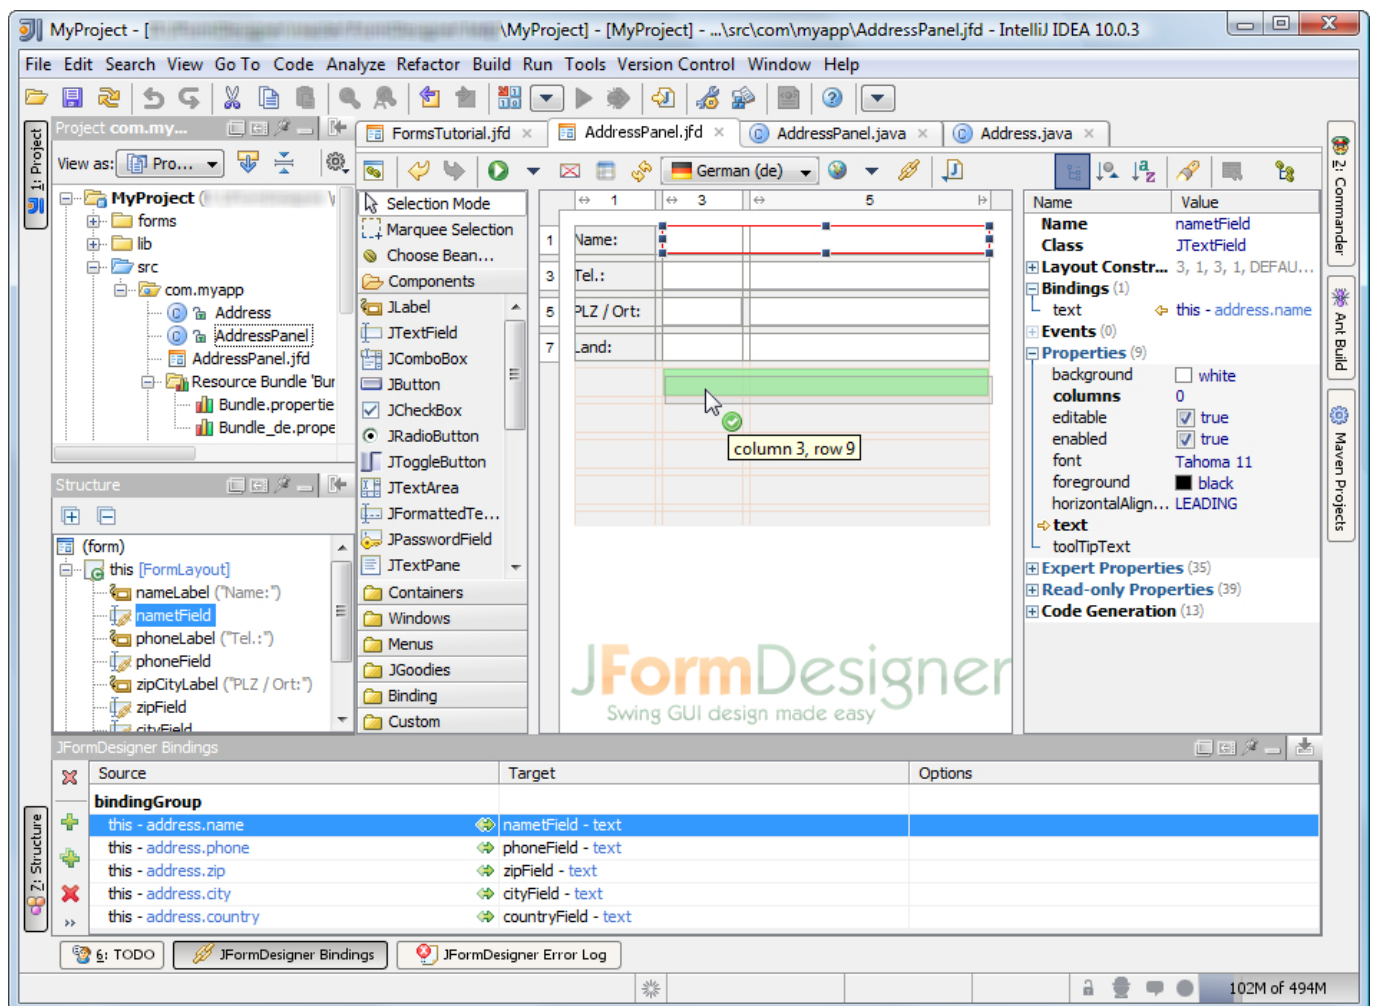 MyProject - [ \MyProject] - [MyProject] - ...\src\com\myapp\AddressPanel.jfd - IntelliJ IDEA 10.0.3
File Edit Search View Go To Code Analyze Refactor Build Run Tools Version Control Window Help
1: Project
Project com.my...
FormsTutorial.jfd
AddressPanel.jfd
AddressPanel.java
Address.java
View as: Pro...
German (de)
MyProject (
forms
lib
src
com.myapp
Address
AddressPanel
AddressPanel.jfd
Resource Bundle 'Bur
Bundle.propertie
Bundle_de.prope
Structure
(form)
this [FormLayout]
nameLabel ("Name:")
nametField
phoneLabel ("Tel.:")
phoneField
zipCityLabel ("PLZ / Ort:")
zipField
cityField
Selection Mode
Marquee Selection
Choose Bean...
Components
JLabel
JTextField
JComboBox
JButton
JCheckBox
JRadioButton
JToggleButton
JTextArea
JFormattedTe...
JPasswordField
JTextPane
Containers
Windows
Menus
JGoodies
Binding
Custom
1 3 5
1 Name:
3 Tel.:
5 PLZ / Ort:
7 Land:
column 3, row 9
JFormDesigner
Swing GUI design made easy
Name Value
Name nametField
Class JTextField
Layout Constr... 3, 1, 3, 1, DEFAU...
Bindings (1)
text this - address.name
Events (0)
Properties (9)
background white
columns 0
editable true
enabled true
font Tahoma 11
foreground black
horizontalAlign... LEADING
text
toolTipText
Expert Properties (35)
Read-only Properties (39)
Code Generation (13)
2: Commander
Ant Build
Maven Projects
JFormDesigner Bindings
Source Target Options
bindingGroup
this - address.name nametField - text
this - address.phone phoneField - text
this - address.zip zipField - text
this - address.city cityField - text
this - address.country countryField - text
7: Structure
6: TODO JFormDesigner Bindings JFormDesigner Error Log
102M of 494M